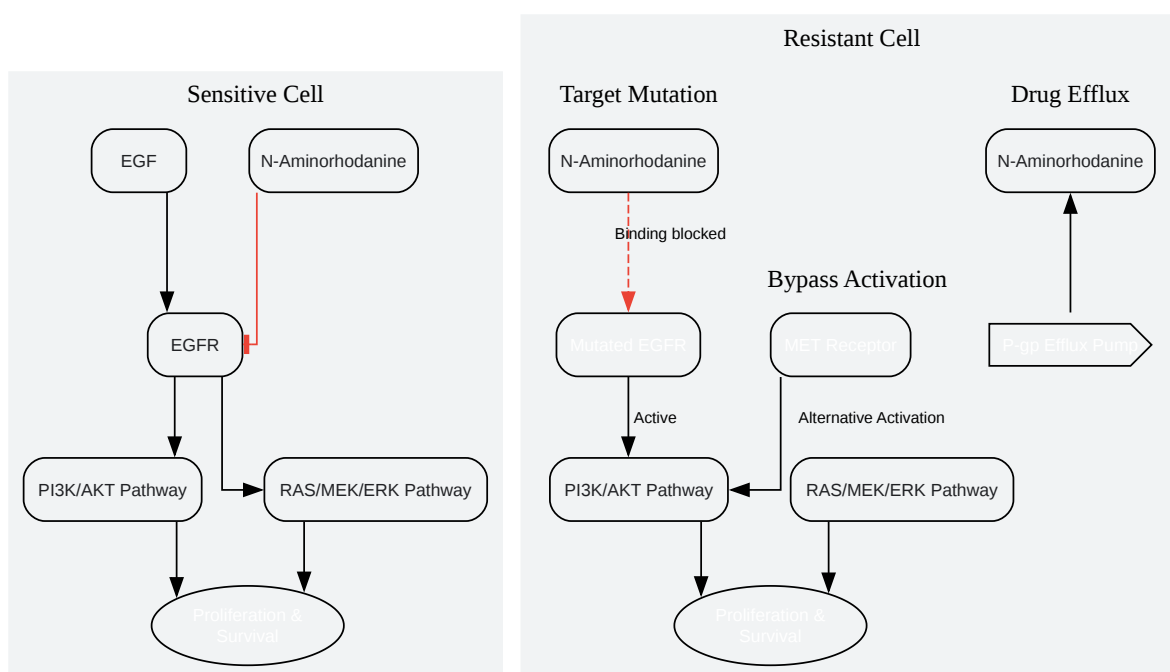 Sensitive Cell
EGF
N-Aminorhodanine
EGFR
PI3K/AKT Pathway
RAS/MEK/ERK Pathway
Proliferation &
Survival
Resistant Cell
Target Mutation
N-Aminorhodanine
Binding blocked
Mutated EGFR
Active
Bypass Activation
MET Receptor
Alternative Activation
PI3K/AKT Pathway
RAS/MEK/ERK Pathway
Proliferation &
Survival
Drug Efflux
N-Aminorhodanine
P-gp Efflux Pump